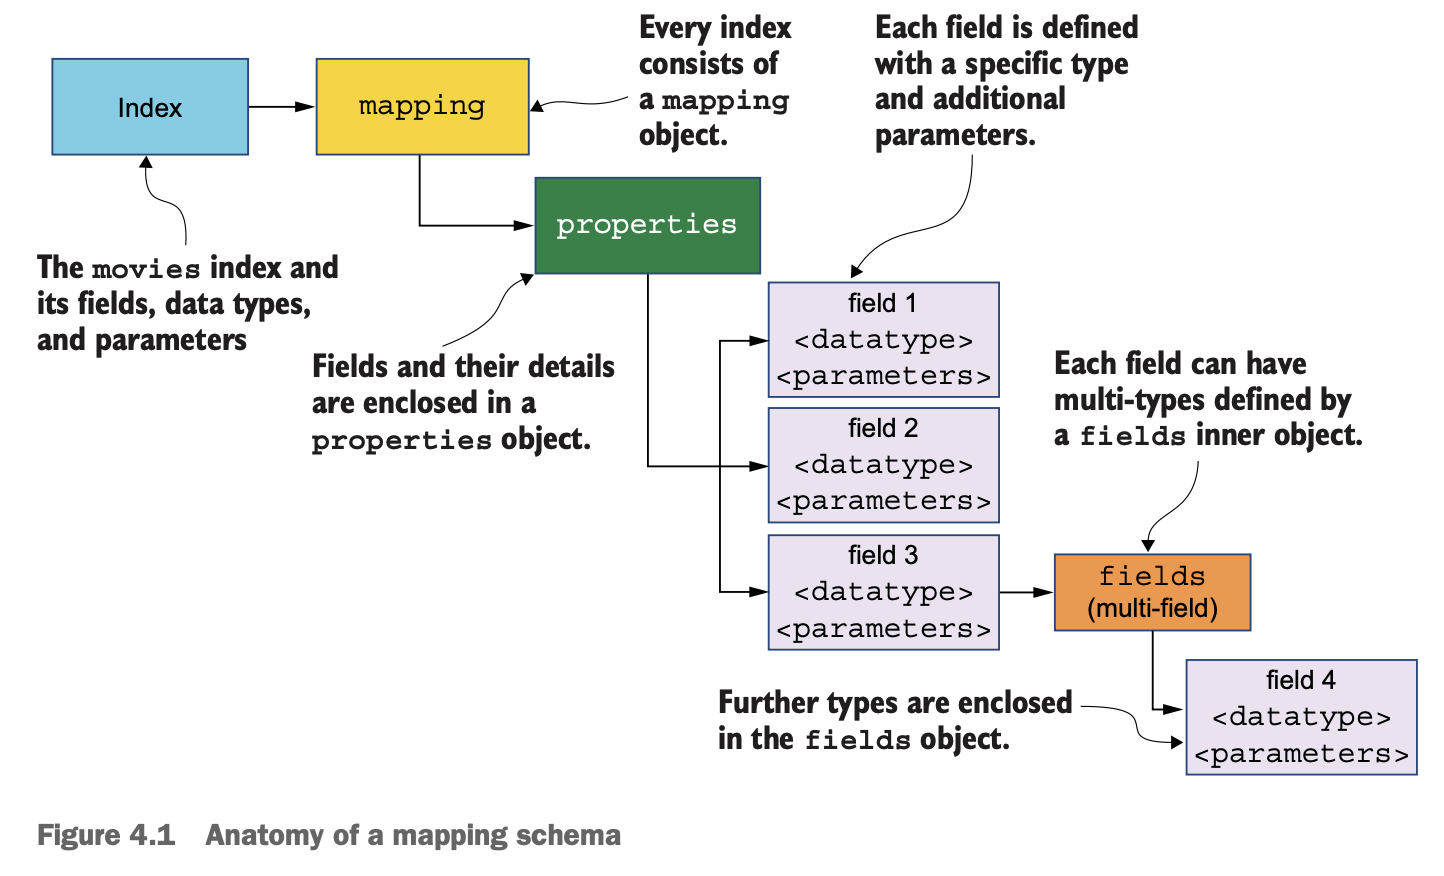 Every index
consists of
a mapping
object.
Each field is defined
with a specific type
and additional
parameters.
Index
mapping
properties
The movies index and
its fields, data types,
and parameters
Fields and their details
are enclosed in a
properties object.
field 1
<datatype>
<parameters>
field 2
<datatype>
<parameters>
field 3
<datatype>
<parameters>
Each field can have
multi-types defined by
a fields inner object.
fields
(multi-field)
Further types are enclosed
in the fields object.
field 4
<datatype>
<parameters>
Figure 4.1 Anatomy of a mapping schema